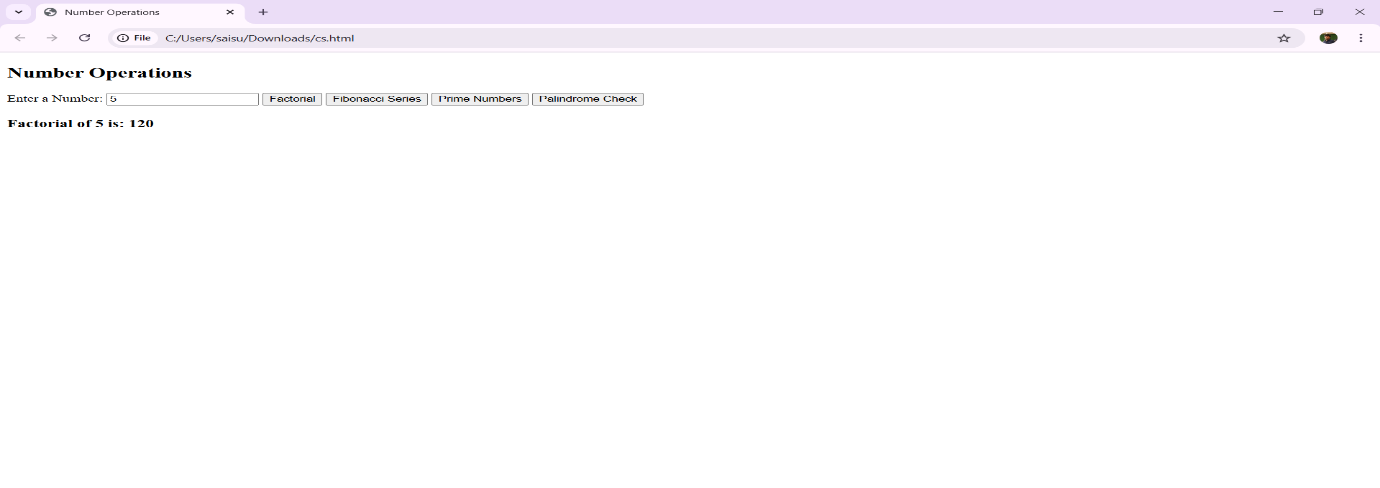 Number Operations
File C:/Users/saisu/Downloads/cs.html
Number Operations
Enter a Number: 5 Factorial Fibonacci Series Prime Numbers Palindrome Check
Factorial of 5 is: 120